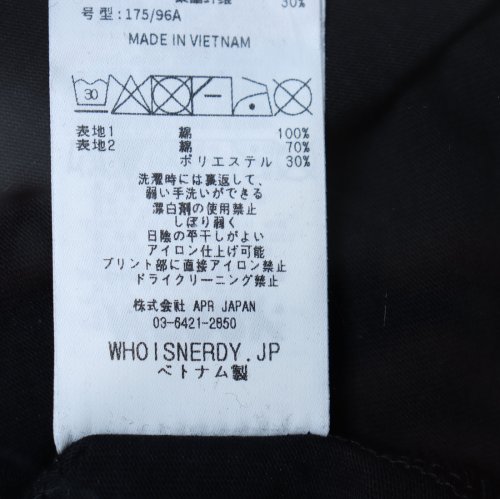 30%
号型:175/96A
MADE IN VIETNAM
30
表地1 綿 100%
表地2 綿 70%
ポリエステル 30%
洗濯時には裏返して、
弱い手洗いができる
漂白剤の使用禁止
しぼり弱く
日陰の平干しがよい
アイロン仕上げ可能
プリント部に直接アイロン禁止
ドライクリーニング禁止
株式会社 APR JAPAN
03-6421-2850
WHOISNERDY.JP
ベトナム製